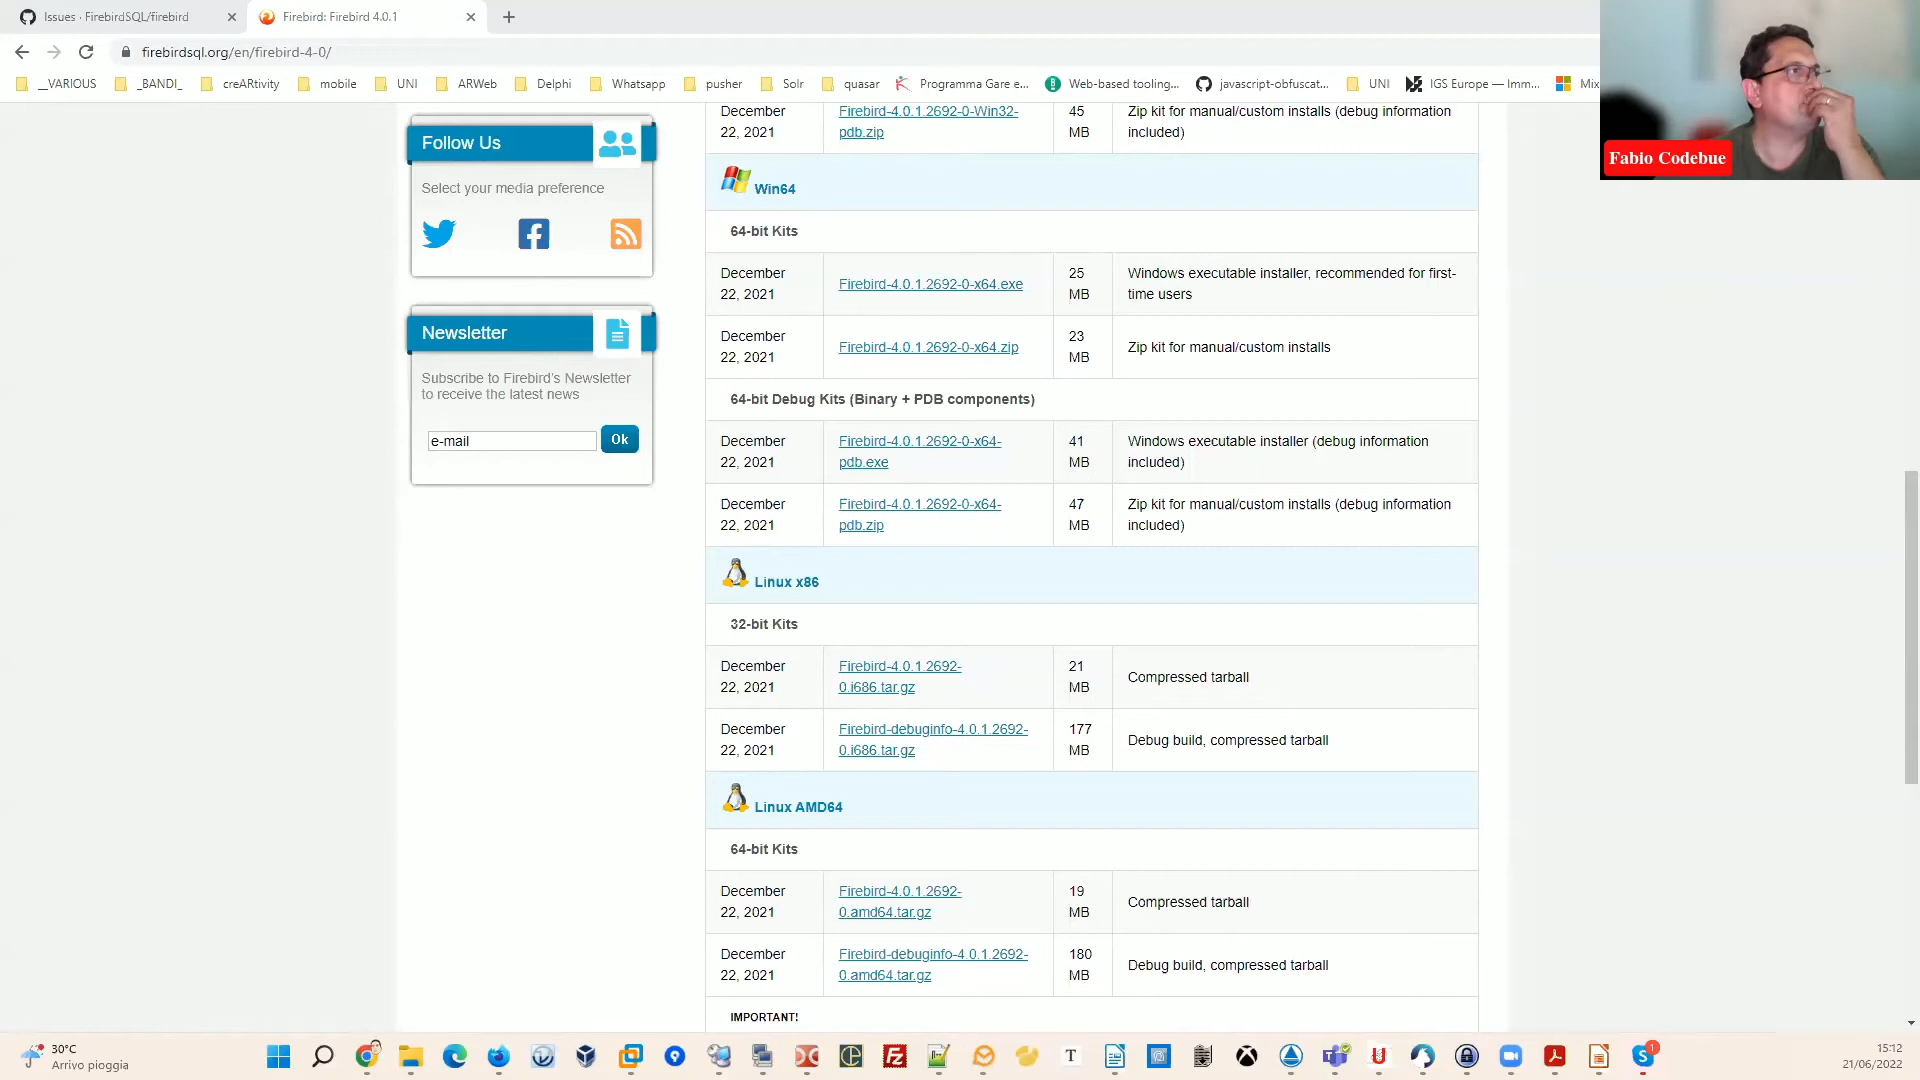 Issues · FirebirdSQL/firebird
Firebird: Firebird 4.0.1
firebirdsql.org/en/firebird-4-0/
__VARIOUS
_BANDI_
creARtivity
mobile
UNI
ARWeb
Delphi
Whatsapp
pusher
Solr
quasar
Programma Gare e...
Web-based tooling...
javascript-obfuscat...
UNI
IGS Europe — Imm...
Mix
Fabio Codebue
Follow Us
Select your media preference
Newsletter
Subscribe to Firebird's Newsletter
to receive the latest news
e-mail
Ok
December
22, 2021
Firebird-4.0.1.2692-0-Win32-
pdb.zip
45
MB
Zip kit for manual/custom installs (debug information
included)
Win64
64-bit Kits
December
22, 2021
Firebird-4.0.1.2692-0-x64.exe
25
MB
Windows executable installer, recommended for first-
time users
December
22, 2021
Firebird-4.0.1.2692-0-x64.zip
23
MB
Zip kit for manual/custom installs
64-bit Debug Kits (Binary + PDB components)
December
22, 2021
Firebird-4.0.1.2692-0-x64-
pdb.exe
41
MB
Windows executable installer (debug information
included)
December
22, 2021
Firebird-4.0.1.2692-0-x64-
pdb.zip
47
MB
Zip kit for manual/custom installs (debug information
included)
Linux x86
32-bit Kits
December
22, 2021
Firebird-4.0.1.2692-
0.i686.tar.gz
21
MB
Compressed tarball
December
22, 2021
Firebird-debuginfo-4.0.1.2692-
0.i686.tar.gz
177
MB
Debug build, compressed tarball
Linux AMD64
64-bit Kits
December
22, 2021
Firebird-4.0.1.2692-
0.amd64.tar.gz
19
MB
Compressed tarball
December
22, 2021
Firebird-debuginfo-4.0.1.2692-
0.amd64.tar.gz
180
MB
Debug build, compressed tarball
IMPORTANT!
30°C
Arrivo pioggia
15:12
21/06/2022